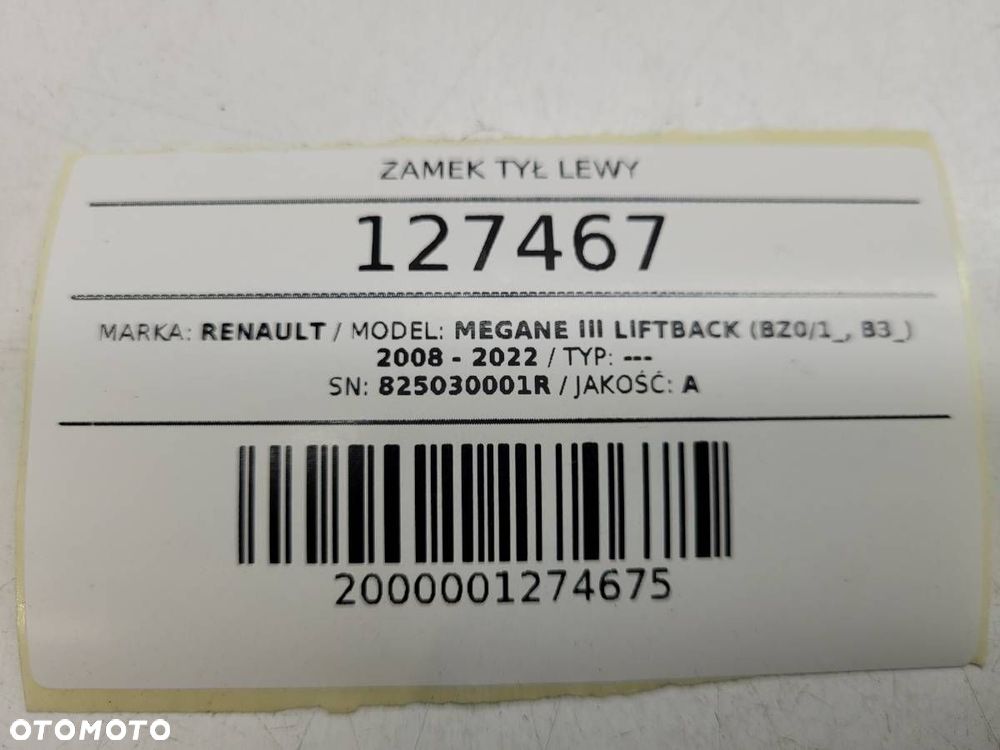 ZAMEK TYŁ LEWY
127467
MARKA: RENAULT / MODEL: MEGANE III LIFTBACK (BZ0/1_, B3_)
2008 - 2022 / TYP: ---
SN: 825030001R / JAKOŚĆ: A
2000001274675
OTOMOTO